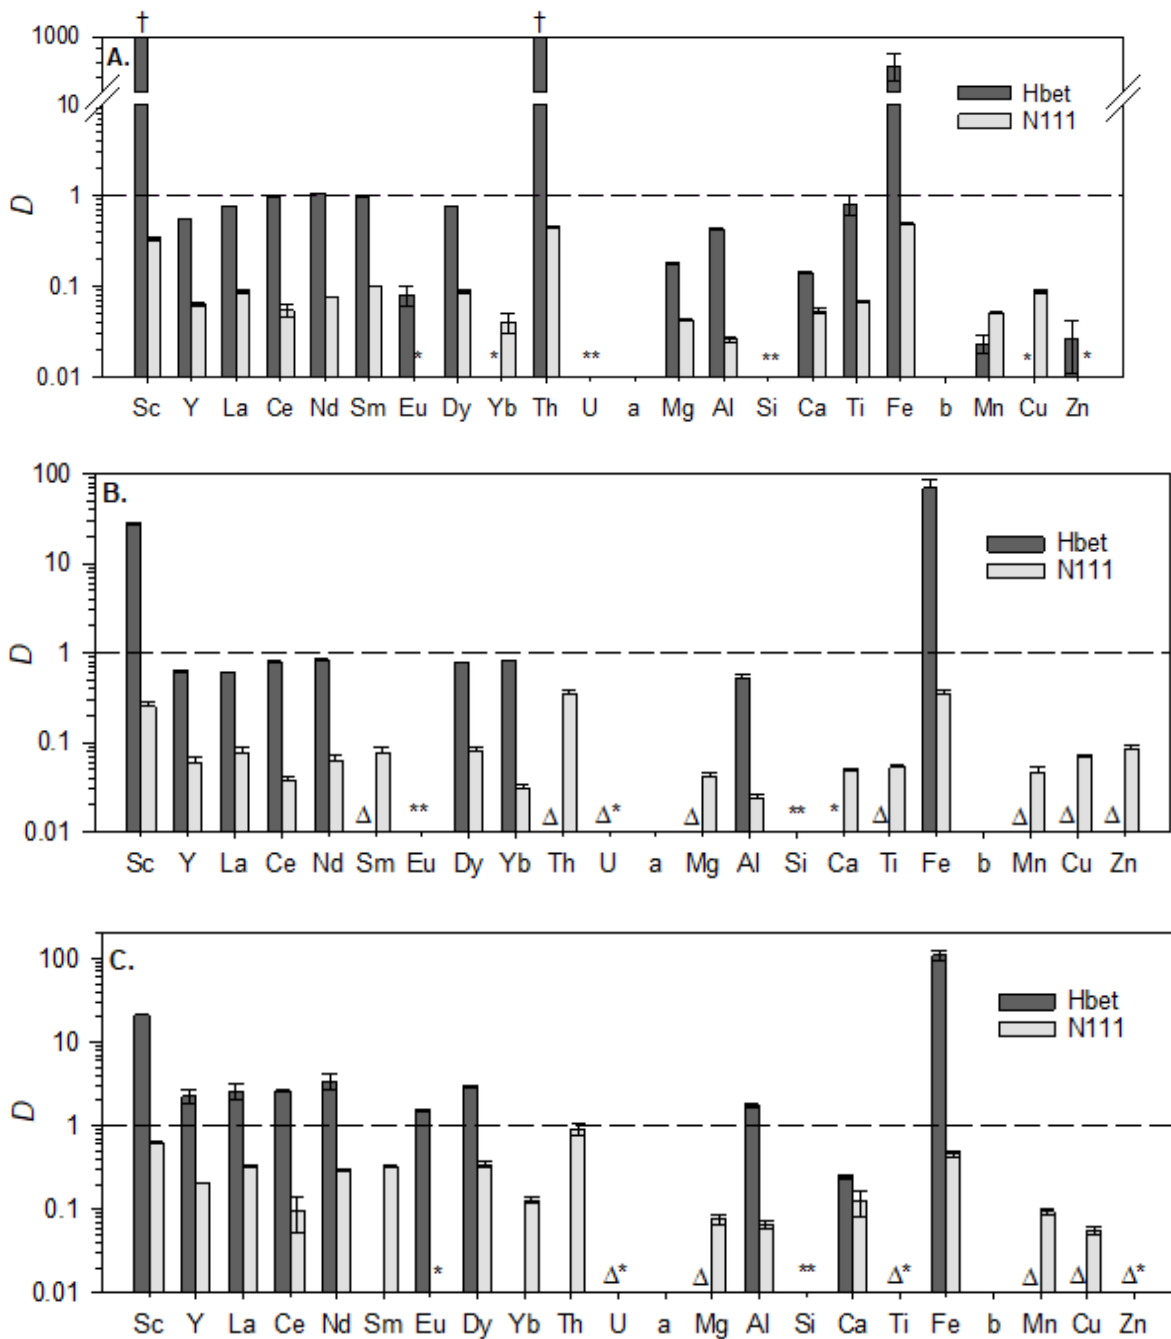 † †
1000
A.
10
Hbet
N111
1
D
0.1
* * ** ** * *
0.01
Sc Y La Ce Nd Sm Eu Dy Yb Th U a Mg Al Si Ca Ti Fe b Mn Cu Zn
100
B.
Hbet
10
N111
1
D
0.1
Δ ** Δ Δ* Δ ** * Δ Δ Δ Δ
0.01
Sc Y La Ce Nd Sm Eu Dy Yb Th U a Mg Al Si Ca Ti Fe b Mn Cu Zn
100
C.
Hbet
N111
10
D
1
0.1
* Δ* Δ ** Δ* Δ Δ Δ*
0.01
Sc Y La Ce Nd Sm Eu Dy Yb Th U a Mg Al Si Ca Ti Fe b Mn Cu Zn